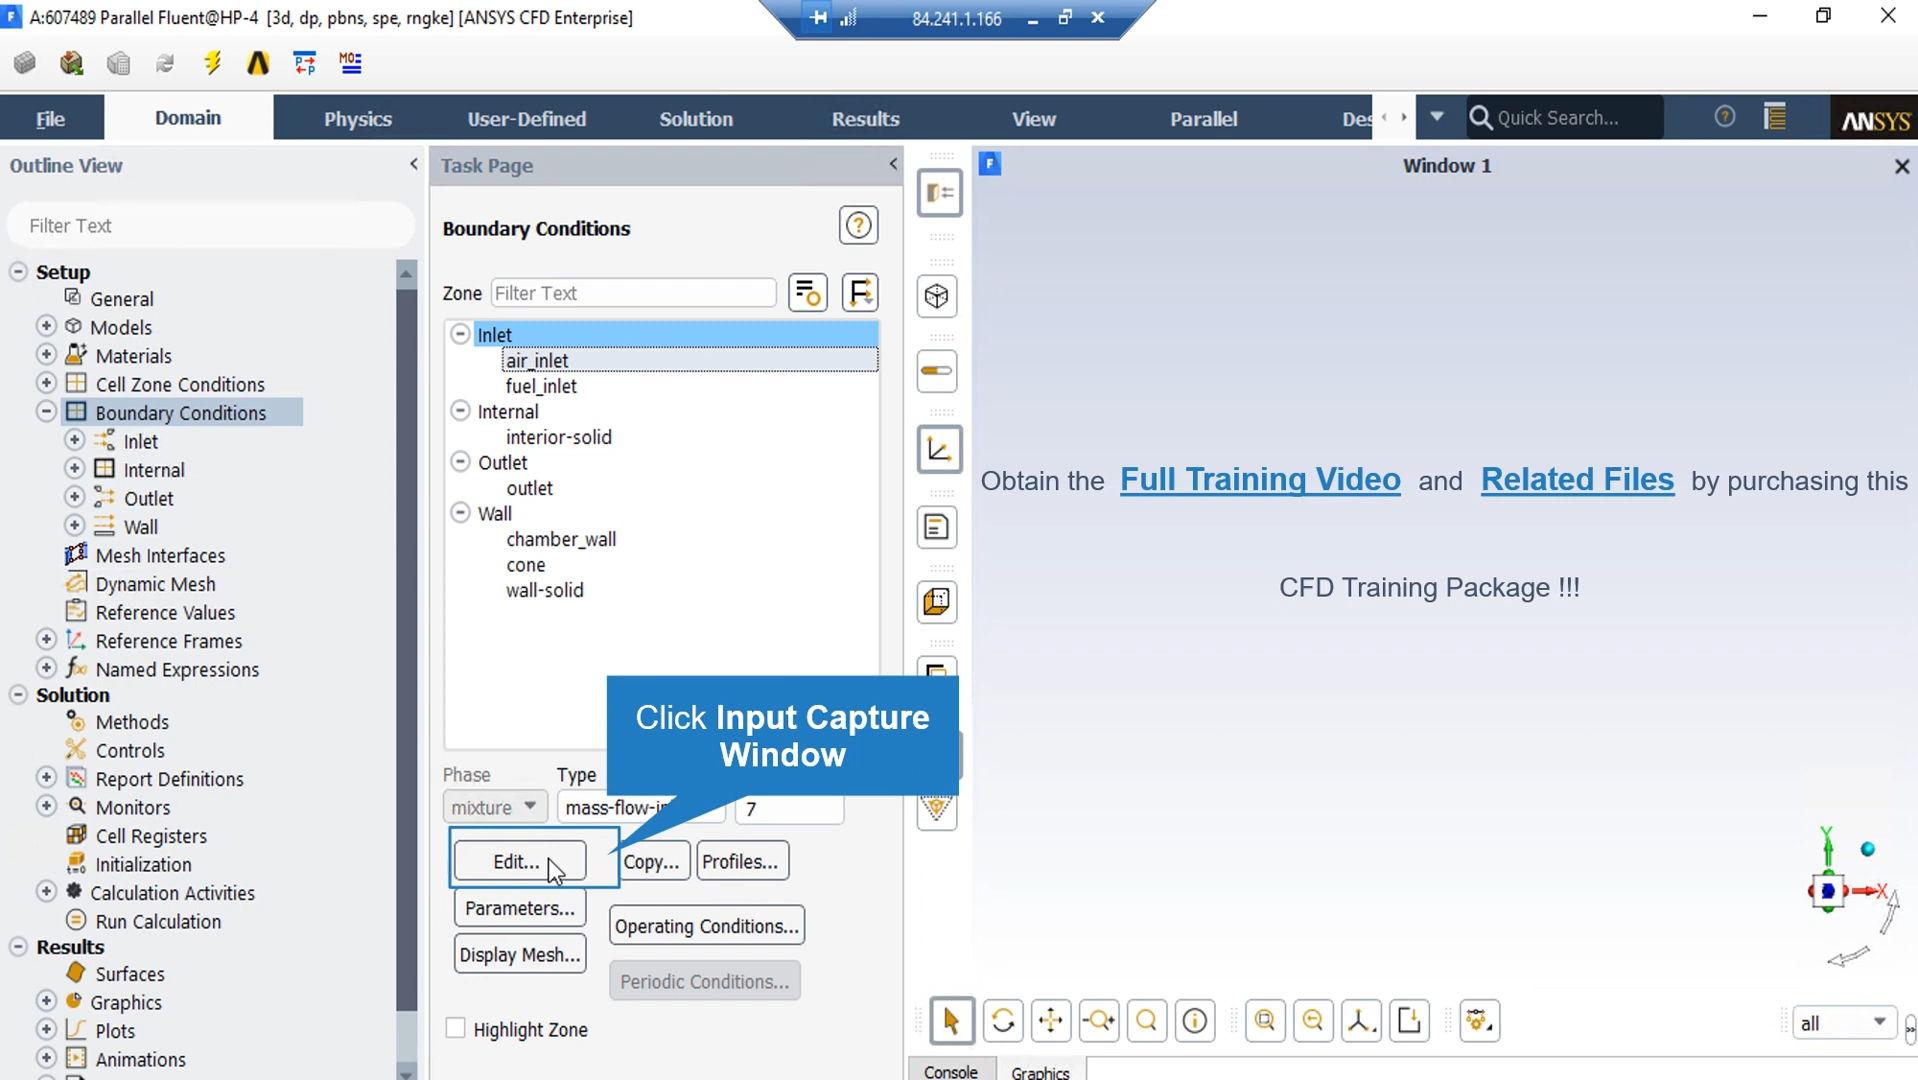 A:607489 Parallel Fluent@HP-4 [3d, dp, pbns, spe, rngke] [ANSYS CFD Enterprise]
84.241.1.166
File
Domain
Physics
User-Defined
Solution
Results
View
Parallel
Des
Quick Search...
ANSYS
Outline View
Filter Text
Setup
General
Models
Materials
Cell Zone Conditions
Boundary Conditions
Inlet
Internal
Outlet
Wall
Mesh Interfaces
Dynamic Mesh
Reference Values
Reference Frames
Named Expressions
Solution
Methods
Controls
Report Definitions
Monitors
Cell Registers
Initialization
Calculation Activities
Run Calculation
Results
Surfaces
Graphics
Plots
Animations
Task Page
Boundary Conditions
Zone Filter Text
Inlet
air_inlet
fuel_inlet
Internal
interior-solid
Outlet
outlet
Wall
chamber_wall
cone
wall-solid
Click Input Capture
Window
Phase
Type
mixture
mass-flow-in
7
Edit...
Copy...
Profiles...
Parameters...
Operating Conditions...
Display Mesh...
Periodic Conditions...
Highlight Zone
Window 1
Obtain the Full Training Video and Related Files by purchasing this
CFD Training Package !!!
Y
X
all
Console
Graphics